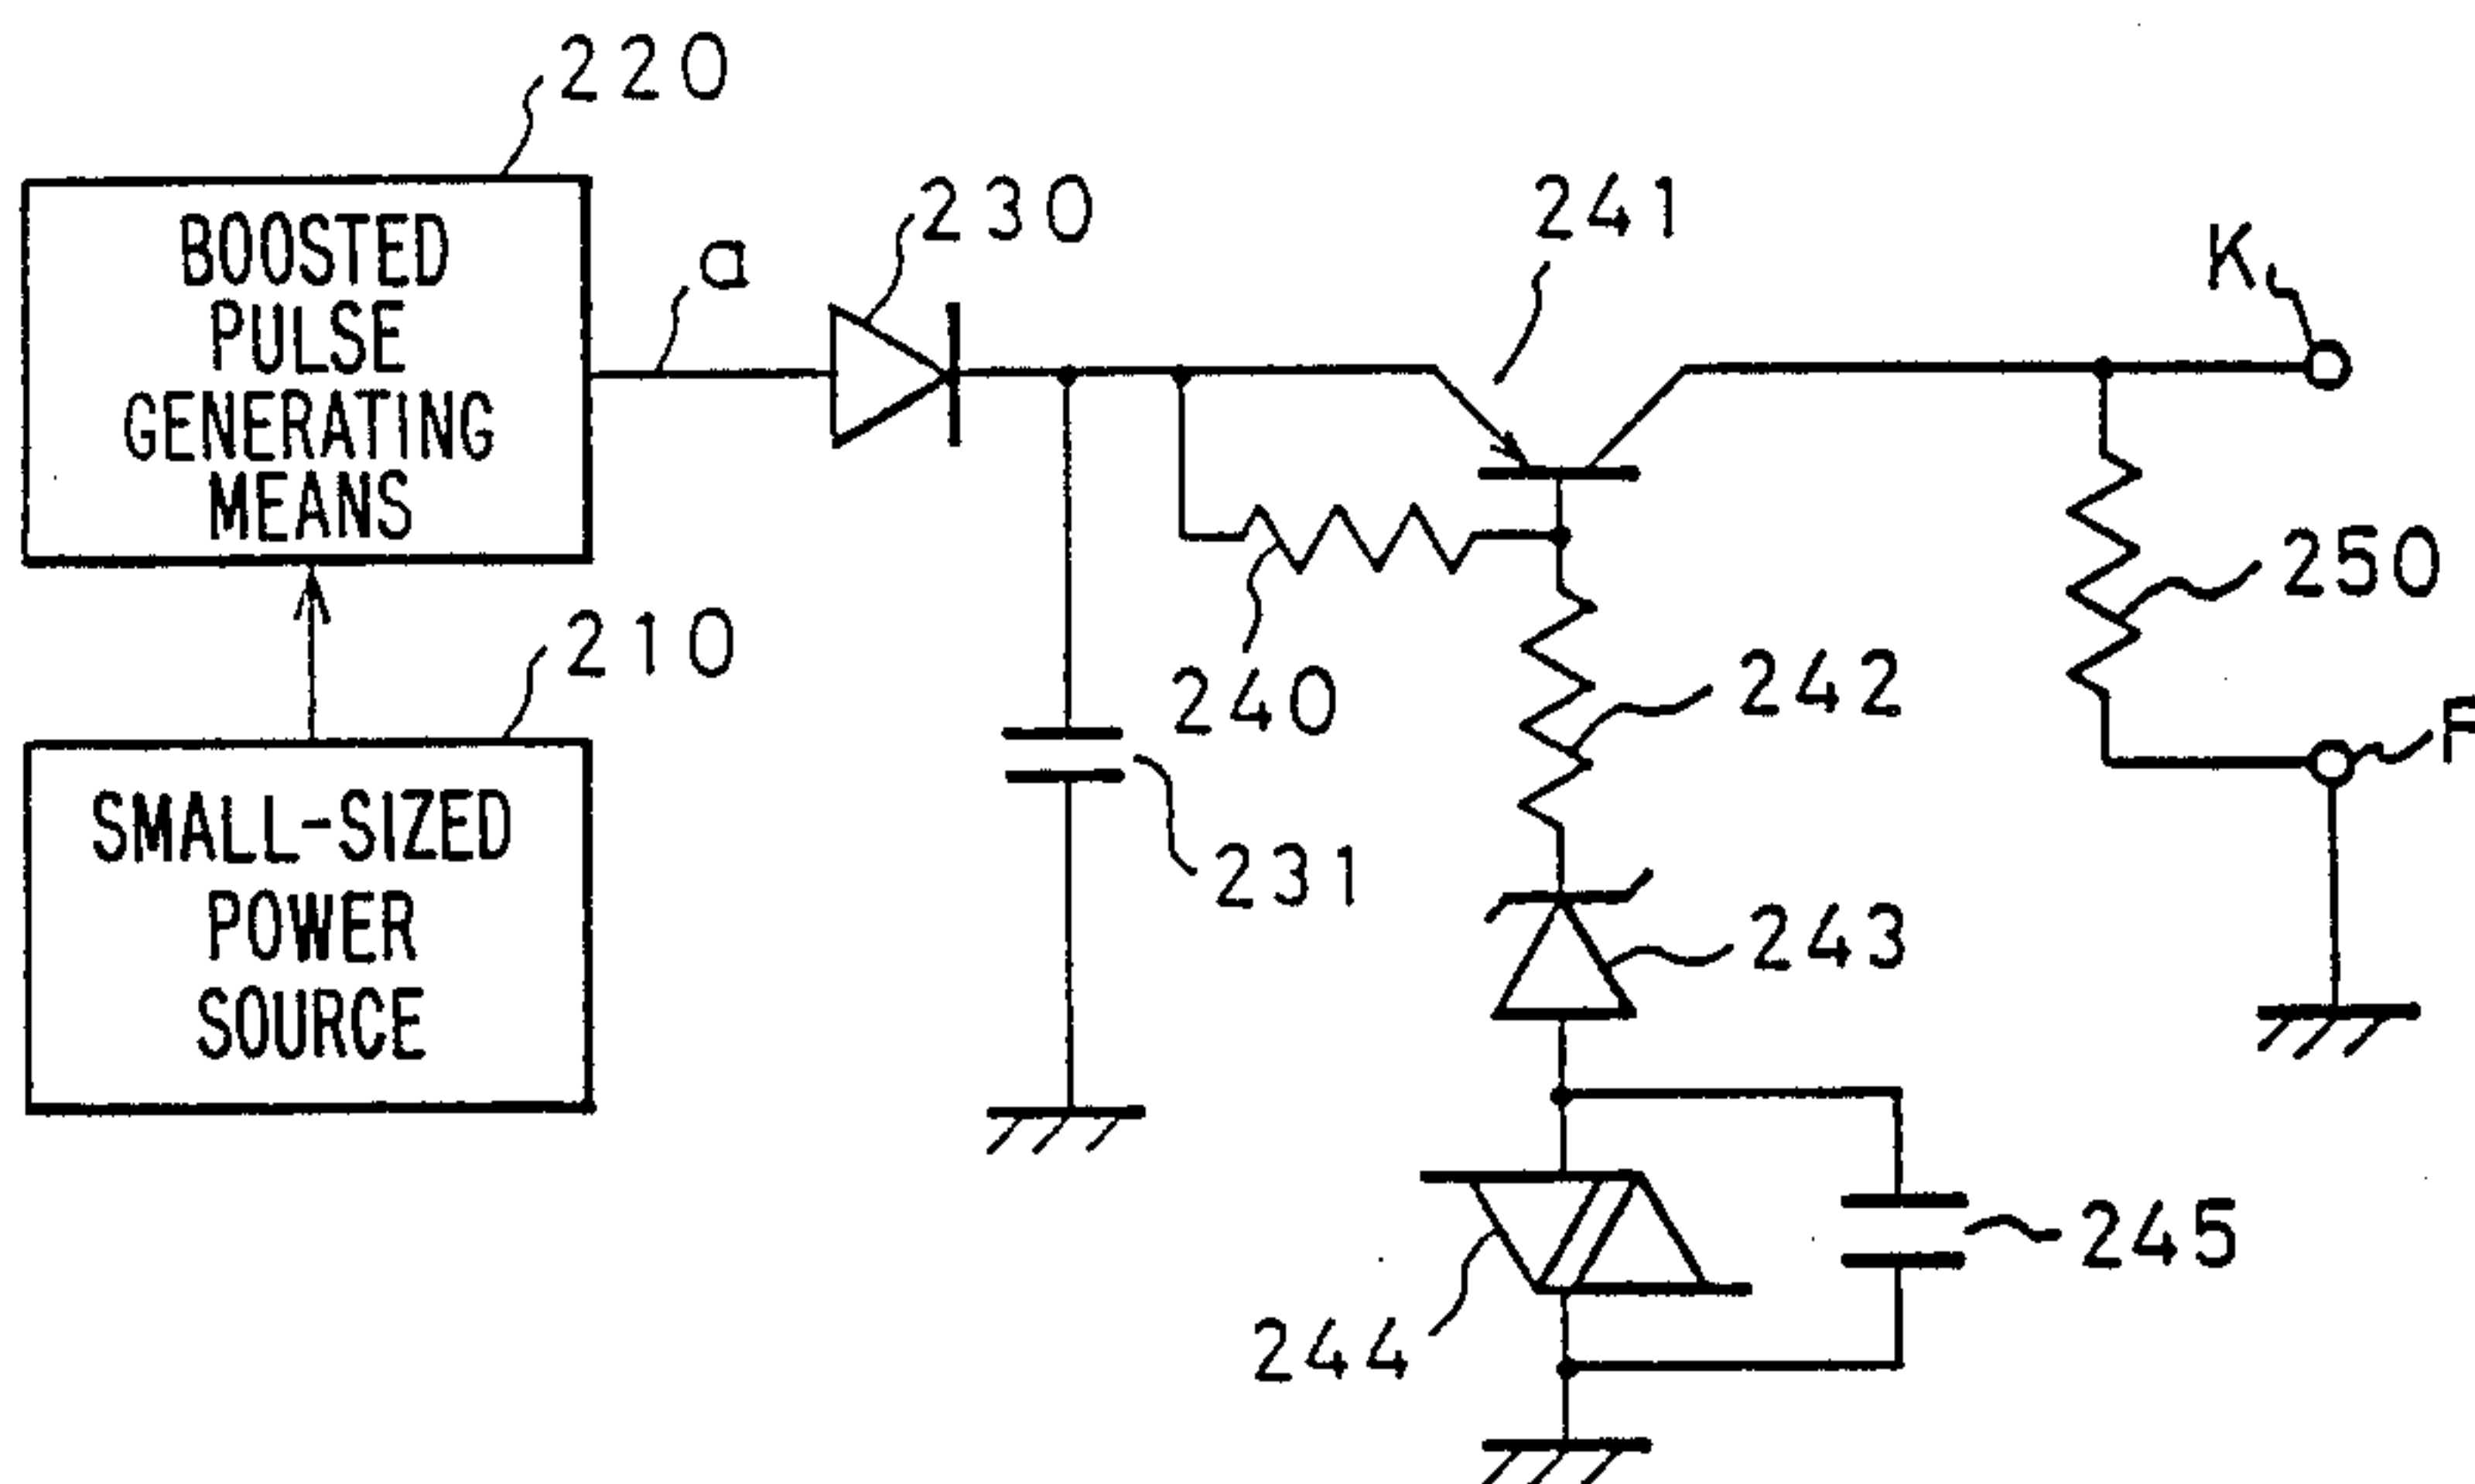 220
BOOSTED
PULSE
GENERATING
MEANS
a
230
241
K
210
SMALL-SIZED
POWER
SOURCE
240
231
242
250
243
244
245